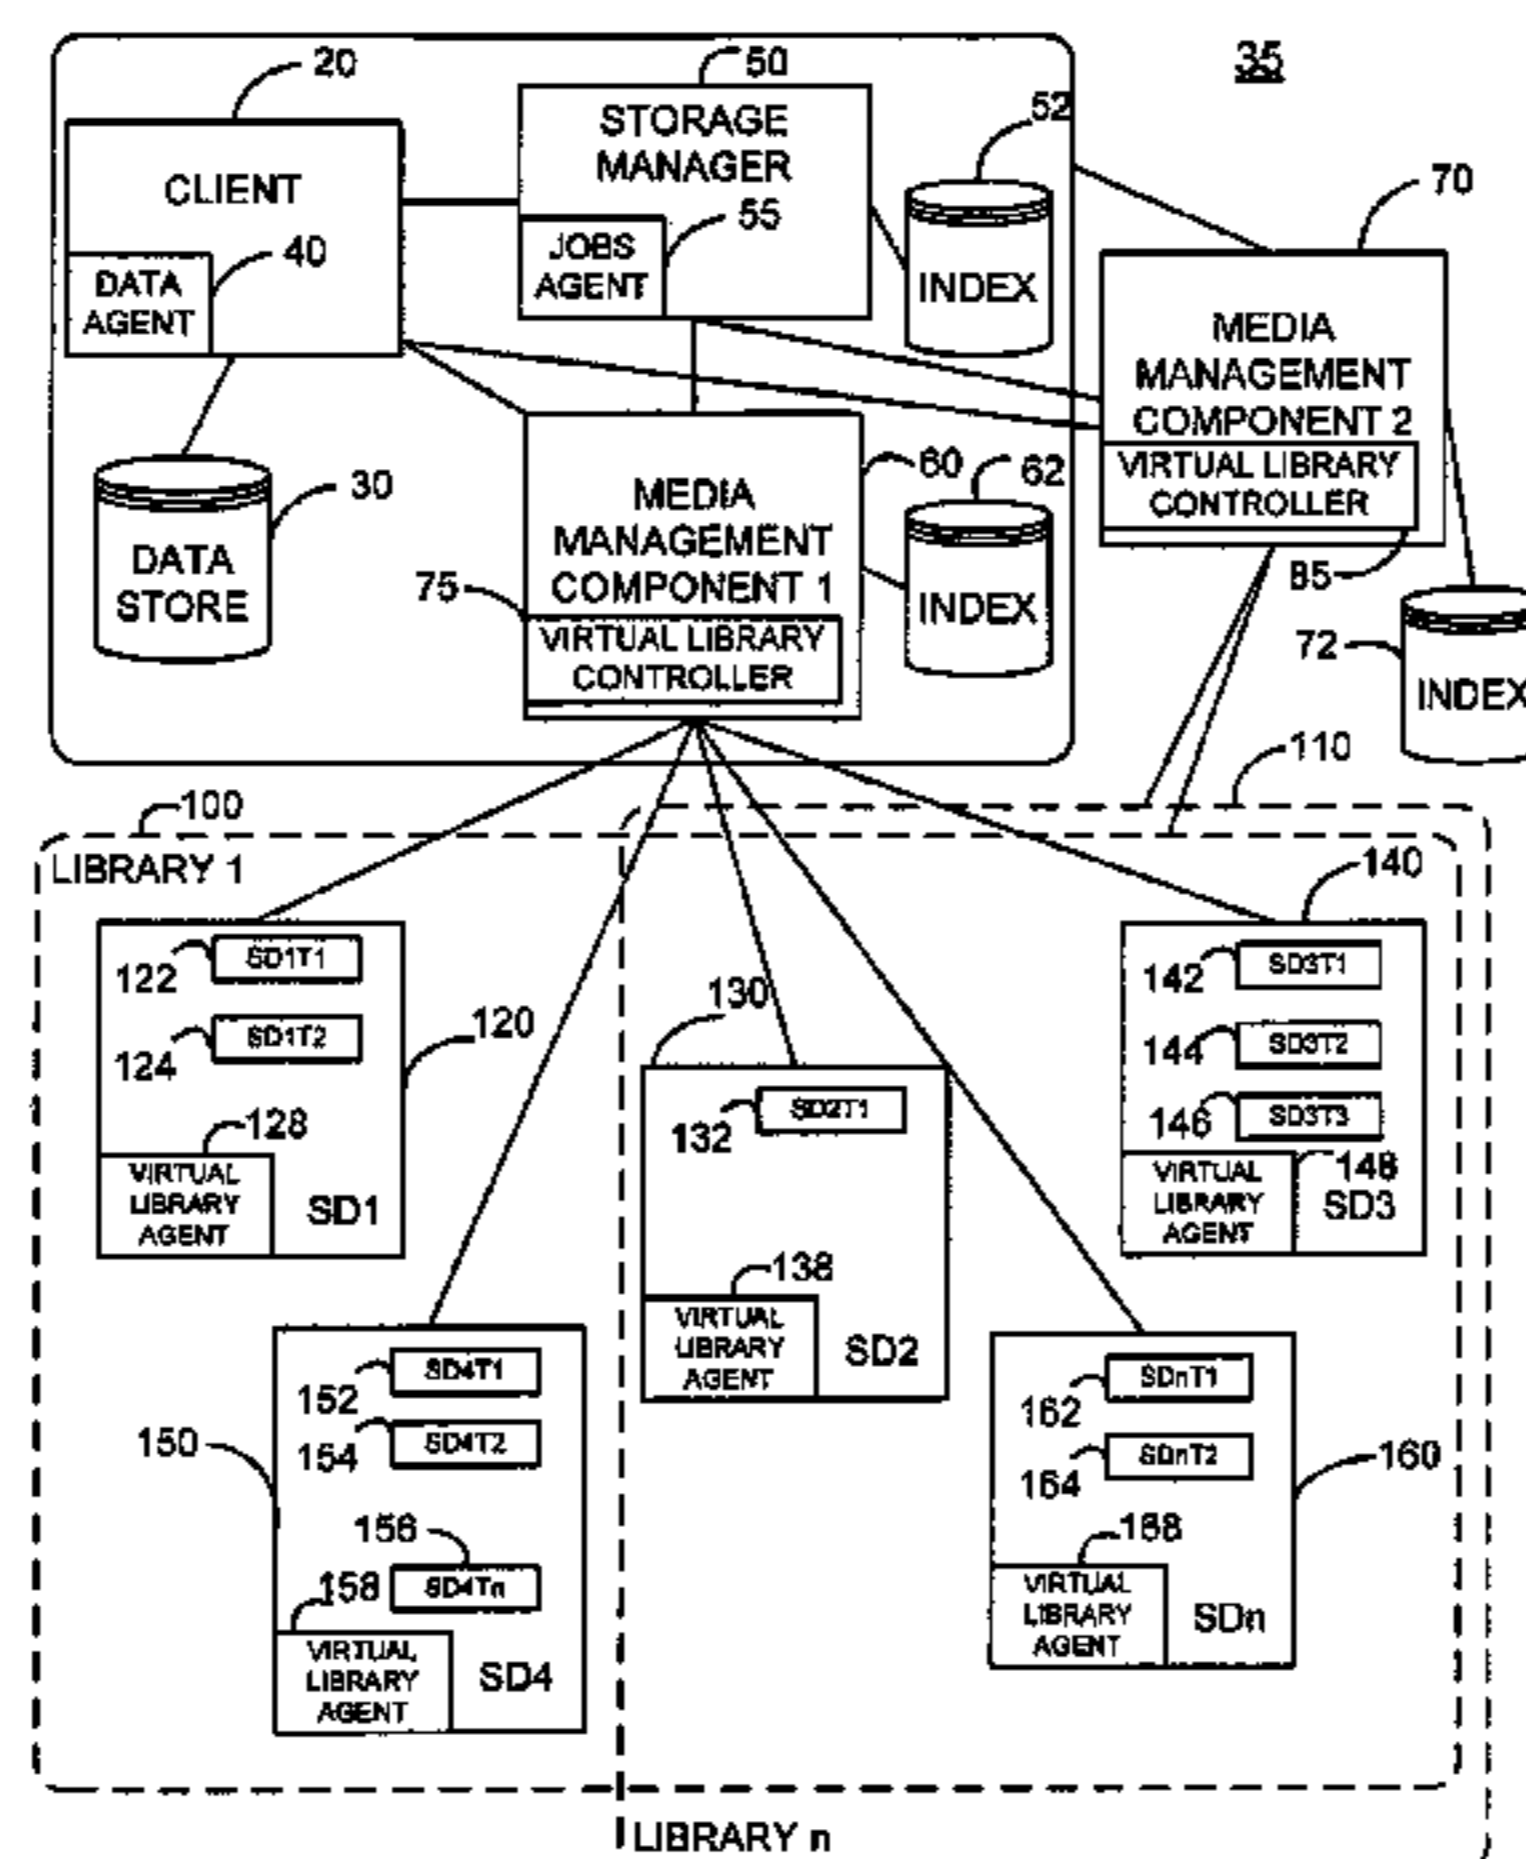 35
20
50
52
STORAGE
MANAGER
CLIENT
70
55
40
JOBS
AGENT
DATA
AGENT
INDEX
MEDIA
MANAGEMENT
COMPONENT 2
VIRTUAL LIBRARY
CONTROLLER
85
60
62
30
MEDIA
MANAGEMENT
COMPONENT 1
DATA
STORE
75
INDEX
VIRTUAL LIBRARY
CONTROLLER
72
INDEX
110
100
LIBRARY 1
140
122
SD1T1
124
SD1T2
120
128
VIRTUAL
LIBRARY
AGENT
SD1
130
132
SD2T1
138
VIRTUAL
LIBRARY
AGENT
SD2
142
SD3T1
144
SD3T2
146
SD3T3
148
VIRTUAL
LIBRARY
AGENT
SD3
152
SD4T1
154
SD4T2
150
156
SD4Tn
158
VIRTUAL
LIBRARY
AGENT
SD4
162
SDnT1
164
SDnT2
160
168
VIRTUAL
LIBRARY
AGENT
SDn
LIBRARY n